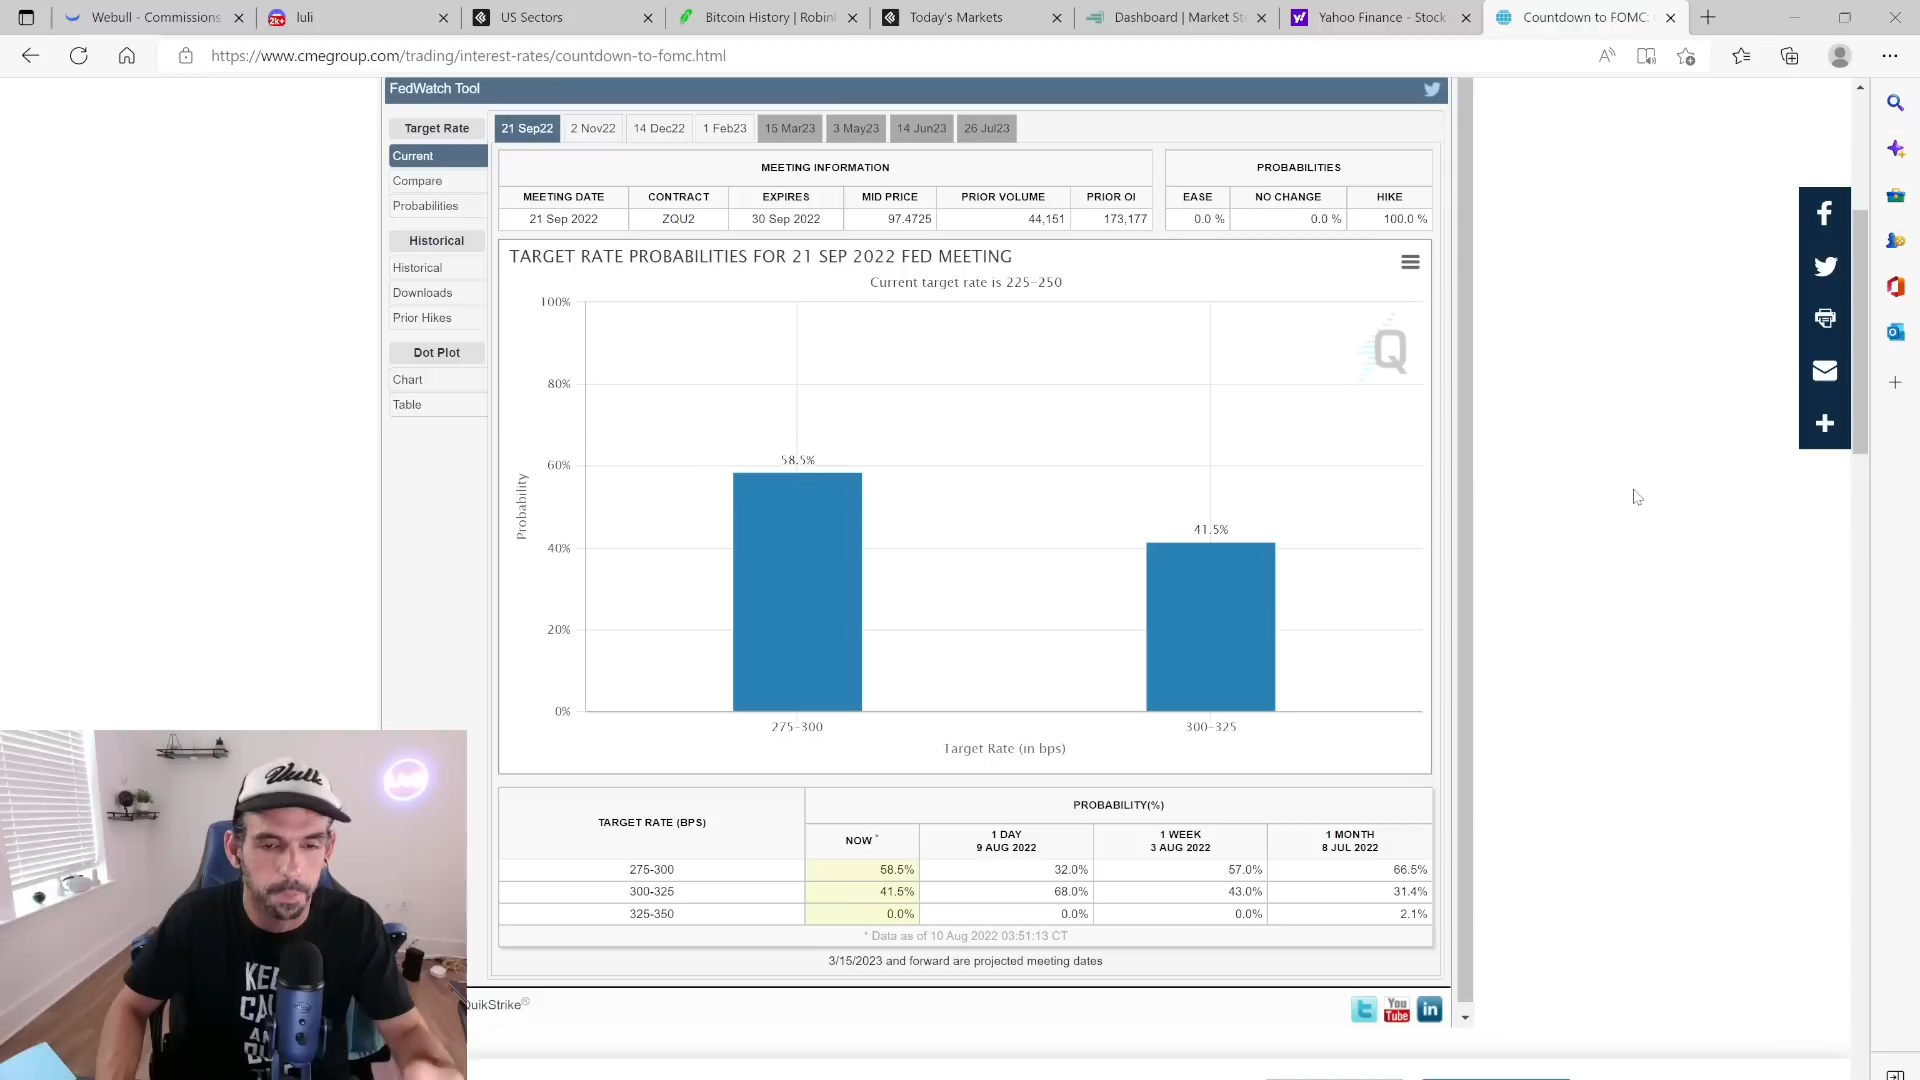 Webull - Commissions
luli
2k+
US Sectors
Bitcoin History | Robin
Today's Markets
Dashboard | Market St
Yahoo Finance - Stock
Countdown to FOMC:
https://www.cmegroup.com/trading/interest-rates/countdown-to-fomc.html
FedWatch Tool
Target Rate
Current
Compare
Probabilities
Historical
Historical
Downloads
Prior Hikes
Dot Plot
Chart
Table
21 Sep22 2 Nov22 14 Dec22 1 Feb23 15 Mar23 3 May23 14 Jun23 26 Jul23
MEETING INFORMATION
MEETING DATE CONTRACT EXPIRES MID PRICE PRIOR VOLUME PRIOR OI
21 Sep 2022 ZQU2 30 Sep 2022 97.4725 44,151 173,177
PROBABILITIES
EASE NO CHANGE HIKE
0.0 % 0.0 % 100.0 %
TARGET RATE PROBABILITIES FOR 21 SEP 2022 FED MEETING
Current target rate is 225-250
Q
Probability
100%
80%
60%
40%
20%
0%
58.5%
41.5%
275-300 300-325
Target Rate (in bps)
TARGET RATE (BPS) PROBABILITY(%)
NOW * 1 DAY 9 AUG 2022 1 WEEK 3 AUG 2022 1 MONTH 8 JUL 2022
275-300 58.5% 32.0% 57.0% 66.5%
300-325 41.5% 68.0% 43.0% 31.4%
325-350 0.0% 0.0% 0.0% 2.1%
* Data as of 10 Aug 2022 03:51:13 CT
3/15/2023 and forward are projected meeting dates
QuikStrike®
You Tube
in